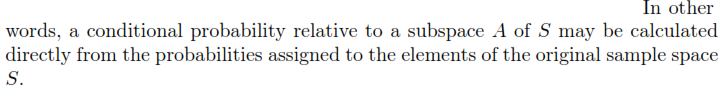 In other
words, a conditional probability relative to a subspace A of S may be calculated
directly from the probabilities assigned to the elements of the original sample space
S.